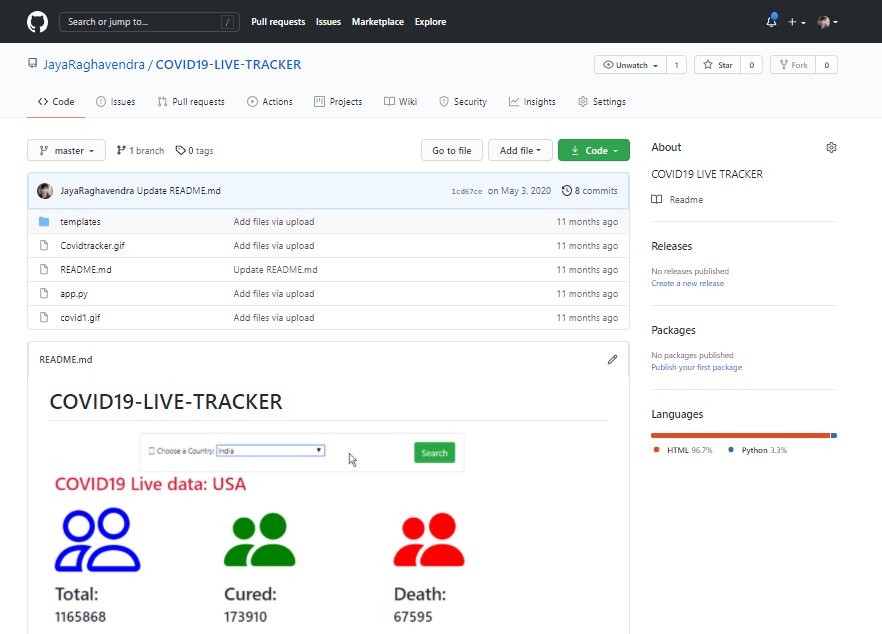 Search or jump to... / Pull requests Issues Marketplace Explore
JayaRaghavendra / COVID19-LIVE-TRACKER Unwatch 1 Star 0 Fork 0
Code Issues Pull requests Actions Projects Wiki Security Insights Settings
master 1 branch 0 tags Go to file Add file Code
JayaRaghavendra Update README.md 1cd67ce on May 3, 2020 8 commits
templates Add files via upload 11 months ago
Covidtracker.gif Add files via upload 11 months ago
README.md Update README.md 11 months ago
app.py Add files via upload 11 months ago
covid1.gif Add files via upload 11 months ago
README.md
COVID19-LIVE-TRACKER
Choose a Country: India Search
COVID19 Live data: USA
Total: Cured: Death:
1165868 173910 67595
About
COVID19 LIVE TRACKER
Readme
Releases
No releases published
Create a new release
Packages
No packages published
Publish your first package
Languages
HTML 96.7% Python 3.3%